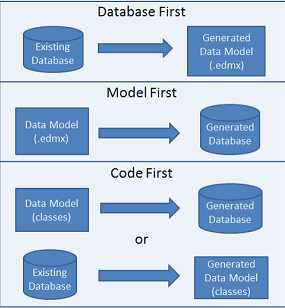 Database First
Existing
Database
Generated
Data Model
(.edmx)
Model First
Data Model
(.edmx)
Generated
Database
Code First
Data Model
(classes)
Generated
Database
or
Existing
Database
Generated
Data Model
(classes)